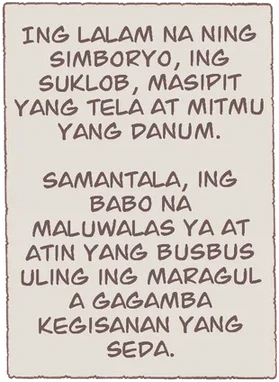 ING LALAM NA NING
SIMBORYO, ING
SUKLOB, MASIPIT
YANG TELA AT MITMU
YANG DANUM.
SAMANTALA, ING
BABO NA
MALUWALAS YA AT
ATIN YANG BUSBUS
ULING ING MARAGUL
A GAGAMBA
KEGISANAN YANG
SEDA.